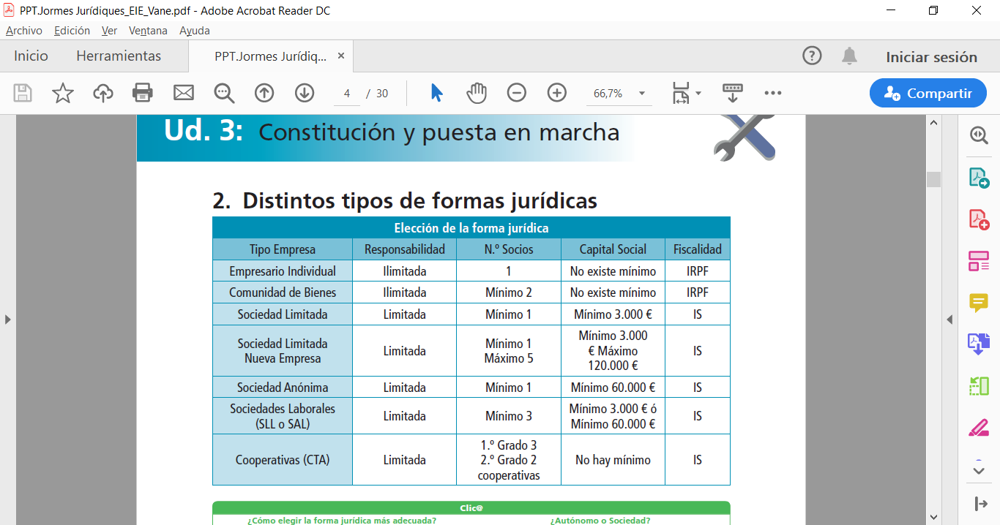 PPT.Jormes Jurídiques_EIE_Vane.pdf - Adobe Acrobat Reader DC
Archivo Edición Ver Ventana Ayuda
Inicio Herramientas PPT.Jormes Jurídiq... × ? Iniciar sesión
4 / 30 66,7% Compartir
Ud. 3: Constitución y puesta en marcha
2. Distintos tipos de formas jurídicas
Elección de la forma jurídica
Tipo Empresa Responsabilidad N.º Socios Capital Social Fiscalidad
Empresario Individual Ilimitada 1 No existe mínimo IRPF
Comunidad de Bienes Ilimitada Mínimo 2 No existe mínimo IRPF
Sociedad Limitada Limitada Mínimo 1 Mínimo 3.000 € IS
Sociedad Limitada
Nueva Empresa
Limitada
Mínimo 1
Máximo 5
Mínimo 3.000
€ Máximo
120.000 €
IS
Sociedad Anónima Limitada Mínimo 1 Mínimo 60.000 € IS
Sociedades Laborales
(SLL o SAL)
Limitada
Mínimo 3
Mínimo 3.000 € ó
Mínimo 60.000 €
IS
Cooperativas (CTA)
Limitada
1.º Grado 3
2.º Grado 2
cooperativas
No hay mínimo
IS
Clic@
¿Cómo elegir la forma jurídica más adecuada? ¿Autónomo o Sociedad?